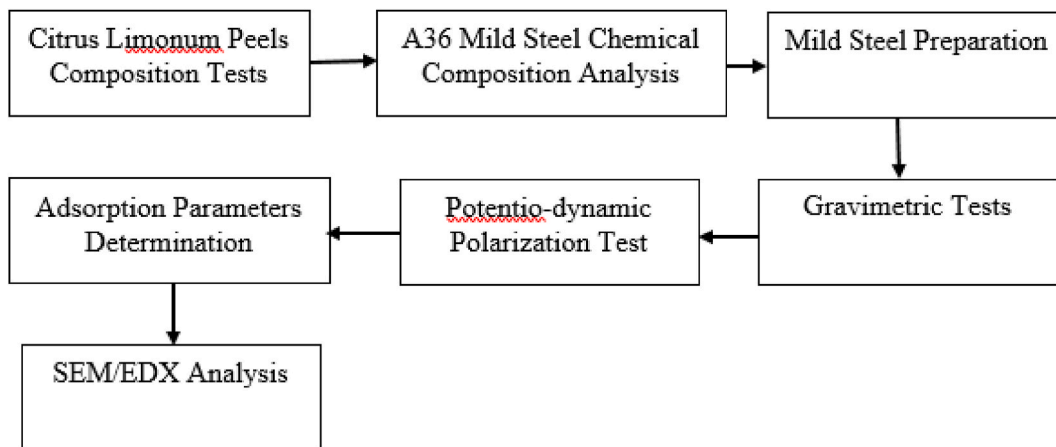 Citrus Limonum Peels
Composition Tests
A36 Mild Steel Chemical
Composition Analysis
Mild Steel Preparation
Gravimetric Tests
Potentio-dynamic
Polarization Test
Adsorption Parameters
Determination
SEM/EDX Analysis